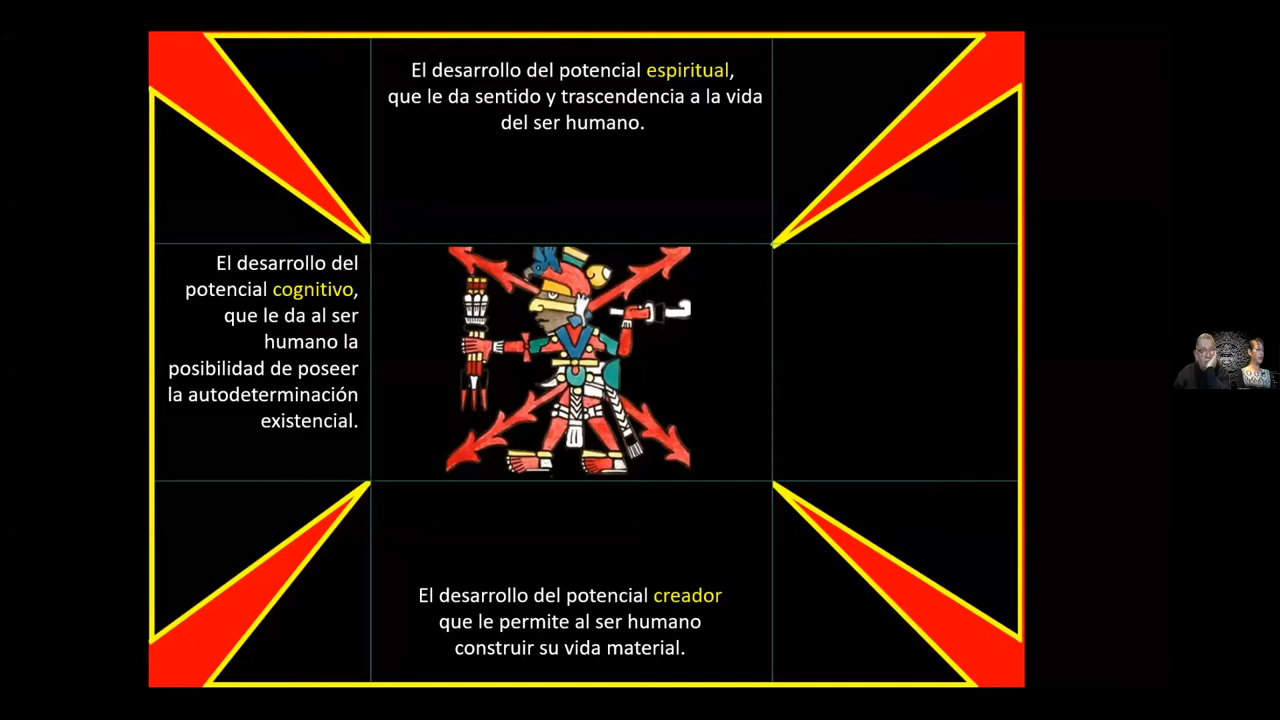 El desarrollo del potencial espiritual,
que le da sentido y trascendencia a la vida
del ser humano.
El desarrollo del
potencial cognitivo,
que le da al ser
humano la
posibilidad de poseer
la autodeterminación
existencial.
El desarrollo del potencial creador
que le permite al ser humano
construir su vida material.